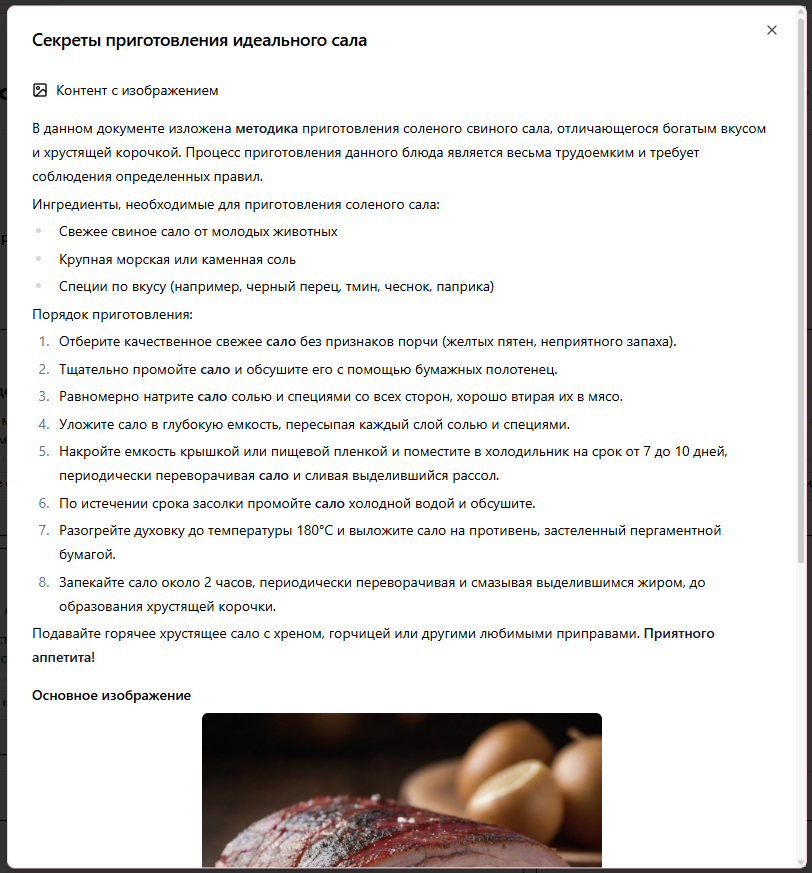 Секреты приготовления идеального сала
Контент с изображением
В данном документе изложена методика приготовления соленого свиного сала, отличающегося богатым вкусом
и хрустящей корочкой. Процесс приготовления данного блюда является весьма трудоемким и требует
соблюдения определенных правил.
Ингредиенты, необходимые для приготовления соленого сала:
Свежее свиное сало от молодых животных
Крупная морская или каменная соль
Специи по вкусу (например, черный перец, тмин, чеснок, паприка)
Порядок приготовления:
1. Отберите качественное свежее сало без признаков порчи (желтых пятен, неприятного запаха).
2. Тщательно промойте сало и обсушите его с помощью бумажных полотенец.
3. Равномерно натрите сало солью и специями со всех сторон, хорошо втирая их в мясо.
4. Уложите сало в глубокую емкость, пересыпая каждый слой солью и специями.
5. Накройте емкость крышкой или пищевой пленкой и поместите в холодильник на срок от 7 до 10 дней,
периодически переворачивая сало и сливая выделившийся рассол.
6. По истечении срока засолки промойте сало холодной водой и обсушите.
7. Разогрейте духовку до температуры 180°C и выложите сало на противень, застеленный пергаментной
бумагой.
8. Запекайте сало около 2 часов, периодически переворачивая и смазывая выделившимся жиром, до
образования хрустящей корочки.
Подавайте горячее хрустящее сало с хреном, горчицей или другими любимыми приправами. Приятного
аппетита!
Основное изображение